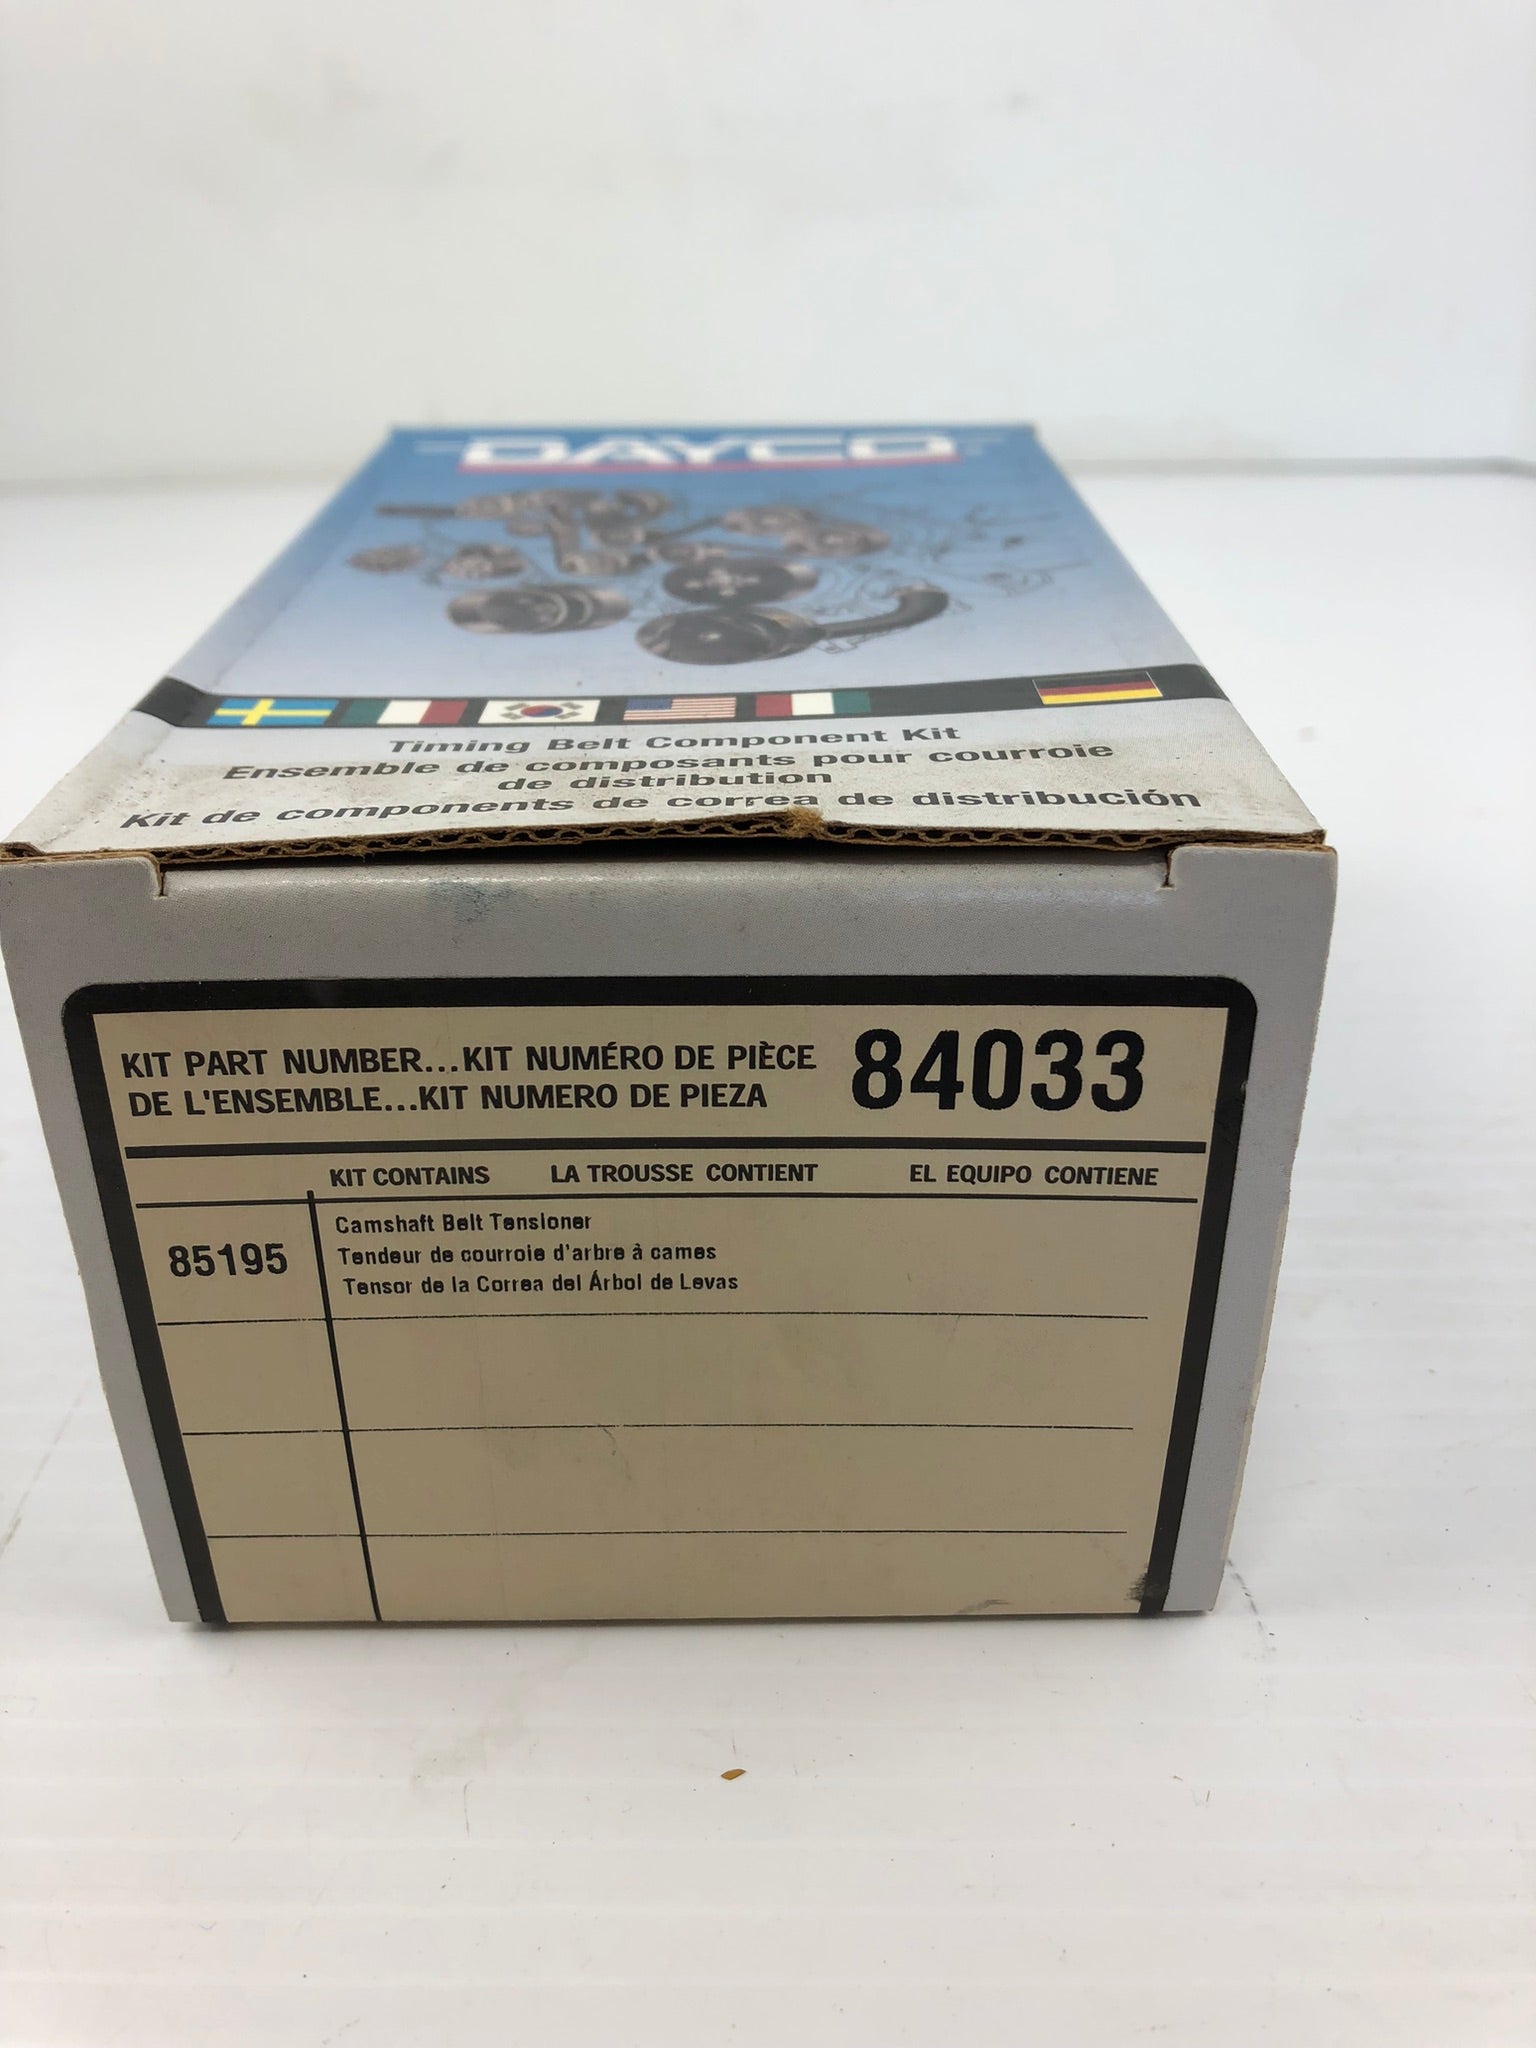 DAYCO
Timing Belt Component Kit
Ensemble de composants pour courroie
de distribution
Kit de components de correa de distribución
KIT PART NUMBER...KIT NUMÉRO DE PIÈCE 84033
DE L'ENSEMBLE...KIT NUMERO DE PIEZA
KIT CONTAINS LA TROUSSE CONTIENT EL EQUIPO CONTIENE
85195
Camshaft Belt Tensioner
Tendeur de courroie d'arbre à cames
Tensor de la Correa del Árbol de Levas